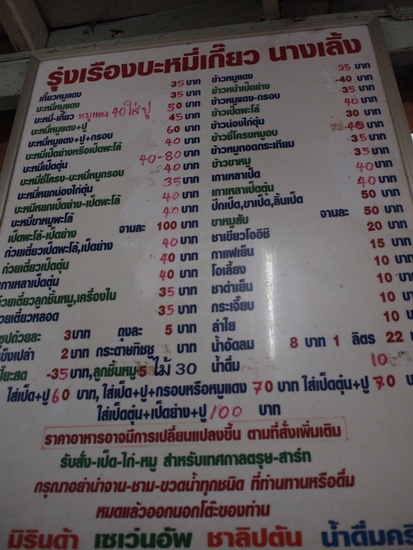 รุ่งเรืองบะหมี่เกี๊ยว นางเลิ้ง
เกี๊ยวหมูแดง 35 บาท
บะหมี่หมูแดง 35 บาท
บะหมี่-เกี๊ยว หมูแดง 40 ใส่ปู 50 บาท
บะหมี่หมูแดง+ปู 45 บาท
บะหมี่หมูแดง+ปู+กรอบ 60 บาท
บะหมี่เป็ดย่างหรือเป็ดพะโล้ 40 บาท
บะหมี่เป็ดตุ๋น 40-80 บาท
บะหมี่ซี่โครง-บะหมี่หมูกรอบ 40 บาท
บะหมี่หยกน่องไก่ตุ๋น 35 บาท
บะหมี่หยกเป็ดย่าง-เป็ดพะโล้ 40 บาท
บะหมี่ขาหมูพะโล้ 40 บาท
เป็ดพะโล้-เป็ดย่าง จานละ 100 บาท
ก๋วยเตี๋ยวเป็ดพะโล้,เป็ดย่าง 40 บาท
ก๋วยเตี๋ยวเป็ดตุ๋น 40 บาท
เกาเหลาเป็ดตุ๋น 40 บาท
ก๋วยเตี๋ยวลูกชิ้นหมู,เครื่องใน 35 บาท
ก๋วยเตี๋ยวหลอด 35 บาท
ซุปถ้วยละ 3 บาท ถุงละ 5 บาท
2 บาท กระดาษทิชชู 3 บาท
-35 บาท, ลูกชิ้นหมู 5 ไม้ 30
ข้าวหมูแดง 35 บาท
ข้าวหน้าเป็ดย่าง -40 บาท
ข้าวหมูแดง-กรอบ 35 บาท
ข้าวเป็ดพะโล้ 40 บาท
ข้าวน่องไก่ตุ๋น 30 บาท
ข้าวซี่โครงหมูอบ 40 บาท
ข้าวหมูทอดกระเทียม 35 บาท
ข้าวขาหมู 35 บาท
เกาเหลาเป็ด 40 บาท
เกาเหลาเป็ดตุ๋น 40 บาท
ปีกเป็ด,ขาเป็ด,ลิ้นเป็ด 50 บาท
ขาหมูสับ จานละ 50 บาท
ชาเขียวโออิชิ 20 บาท
กาแฟเย็น 15 บาท
โอเลี้ยง 10 บาท
ชาดำเย็น 10 บาท
กระเจี๊ยบ 10 บาท
ลำไย 10 บาท
น้ำอัดลม 8 บาท 1 ลิตร 22 บาท
น้ำดื่ม 10 บาท
ใส่เป็ด+ปู 60 บาท, ใส่เป็ด+ปู+กรอบหรือหมูแดง 70 บาท ใส่เป็ดตุ๋น+ปู 70 บาท
ใส่เป็ดตุ๋น+เป็ดย่าง+ปู 100 บาท
ราคาอาหารอาจมีการเปลี่ยนแปลงขึ้น ตามที่สั่งเพิ่มเติม
รับสั่ง-เป็ด-ไก่-หมู สำหรับเทศกาลตรุษ-สาร์ท
กรุณาอย่านำจาน-ชาม-ขวดน้ำทุกชนิด ที่ท่านทานหรือดื่ม
หมดแล้วออกนอกโต๊ะของท่าน
มิรินด้า เซเว่นอัพ ชาลิปตัน